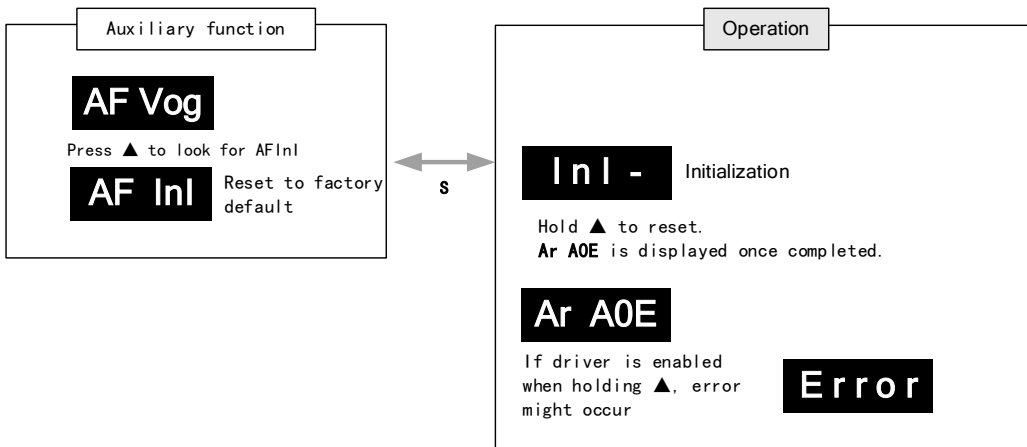 Auxiliary function
AF Vog
Press ▲ to look for AFInI
AF InI
Reset to factory
default
S
Operation
InI -
Initialization
Hold ▲ to reset.
Ar A0E is displayed once completed.
Ar A0E
If driver is enabled
when holding ▲, error
might occur
Error